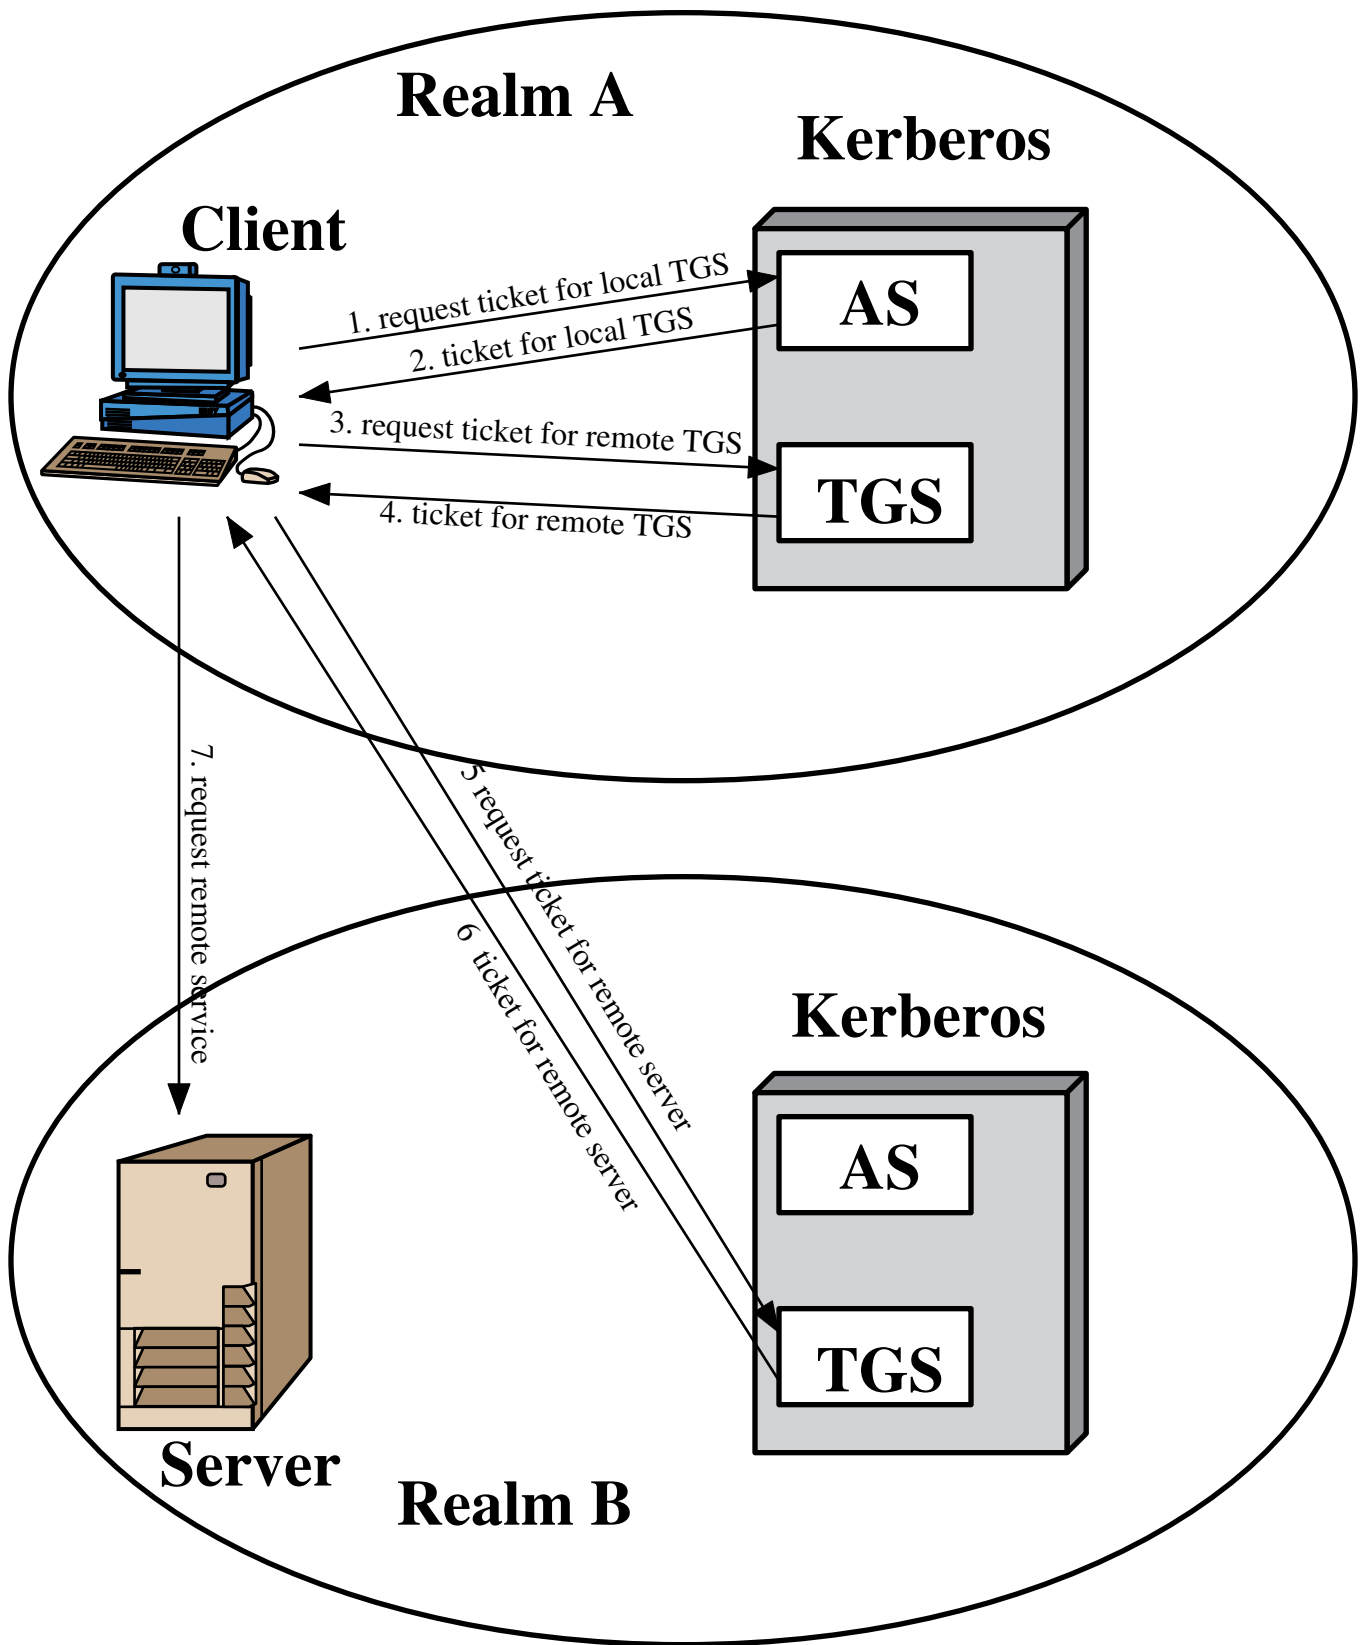 Realm A
Kerberos
Client
AS
1. request ticket for local TGS
2. ticket for local TGS
3. request ticket for remote TGS
TGS
4. ticket for remote TGS
7. request remote service
5 request ticket for remote server
6 ticket for remote server
Kerberos
AS
TGS
Server
Realm B